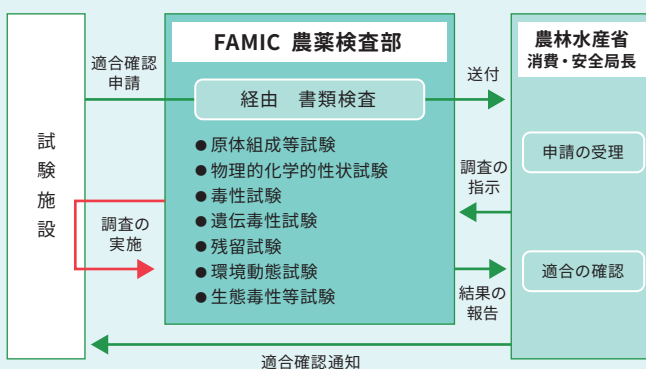 試験施設
適合確認
申請
調査の
実施
FAMIC 農薬検査部
経由　書類検査
● 原体組成等試験
● 物理的化学的性状試験
● 毒性試験
● 遺伝毒性試験
● 残留試験
● 環境動態試験
● 生態毒性等試験
送付
調査の
指示
結果の
報告
農林水産省
消費・安全局長
申請の受理
適合の確認
適合確認通知